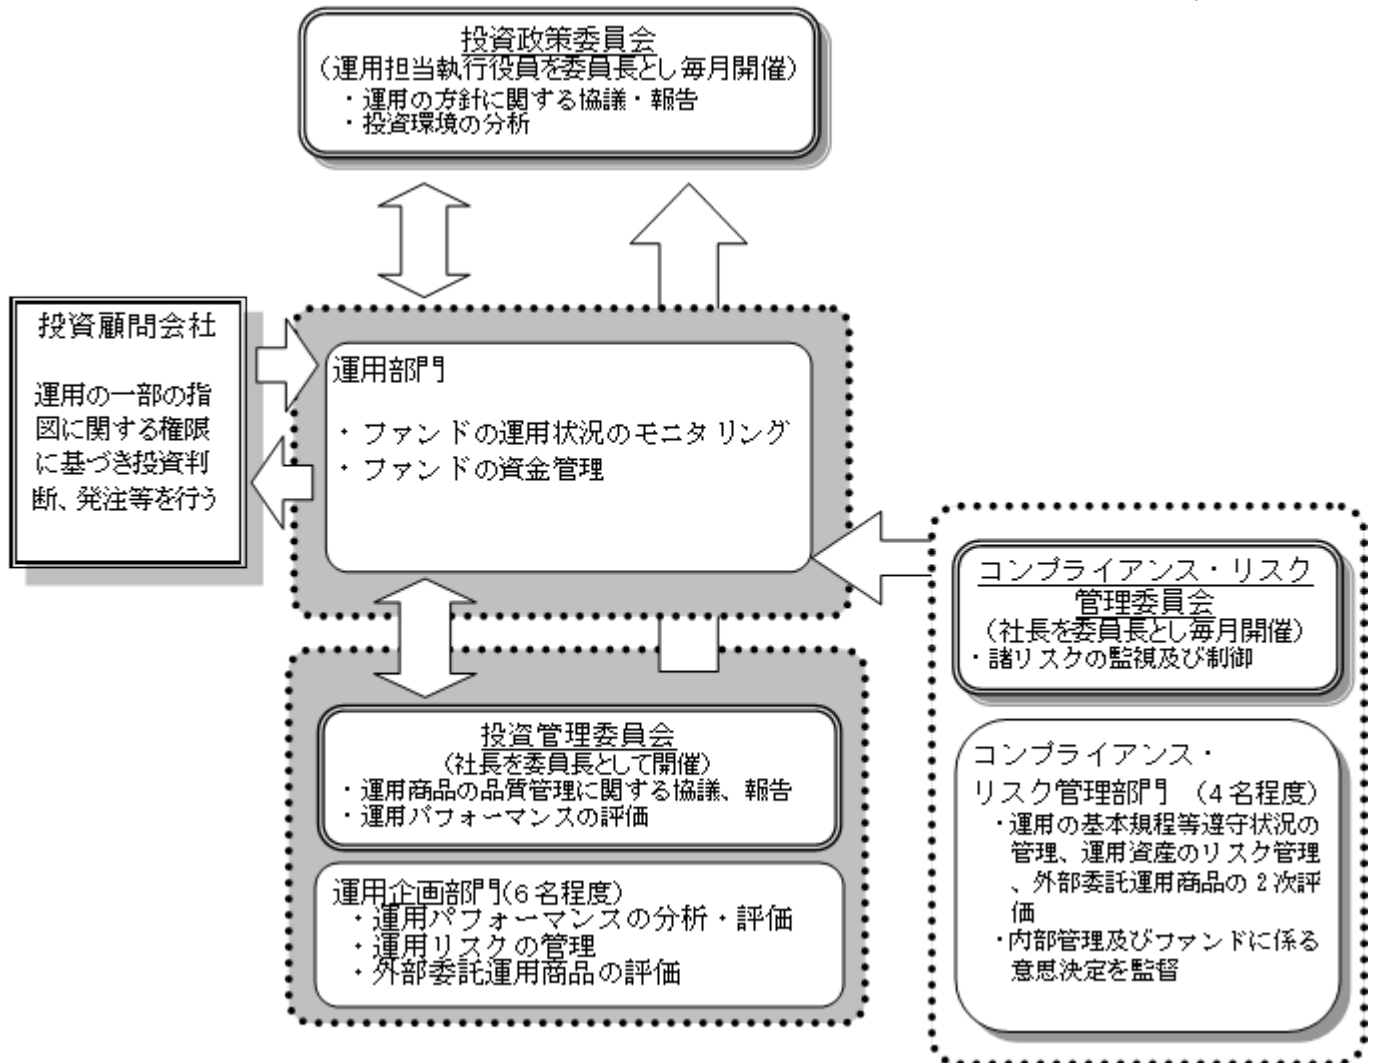 投資政策委員会
（運用担当執行役員を委員長とし毎月開催）
・運用の方針に関する協議・報告
・投資環境の分析
投資顧問会社
運用の一部の指
図に関する権限
に基づき投資判
断、発注等を行う
運用部門
・ファンドの運用状況のモニタリング
・ファンドの資金管理
投資管理委員会
（社長を委員長として開催）
・運用商品の品質管理に関する協議、報告
・運用パフォーマンスの評価
運用企画部門(6名程度)
・運用パフォーマンスの分析・評価
・運用リスクの管理
・外部委託運用商品の評価
コンプライアンス・リスク
管理委員会
（社長を委員長とし毎月開催）
・諸リスクの監視及び制御
コンプライアンス・
リスク管理部門　（4名程度）
・運用の基本規程等遵守状況の
管理、運用資産のリスク管理
、外部委託運用商品の2次評
価
・内部管理及びファンドに係る
意思決定を監督